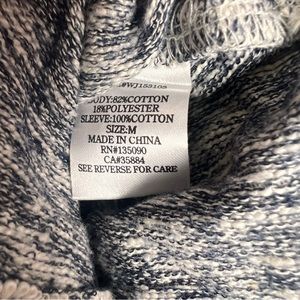 BODY:82%COTTON
18%POLYESTER
SLEEVE:100%COTTON
SIZE:M
MADE IN CHINA
RN#135090
CA#35884
SEE REVERSE FOR CARE